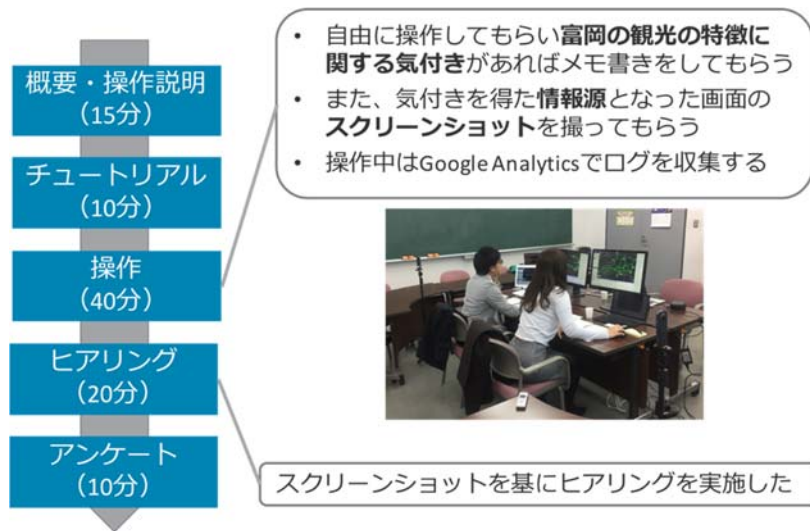 概要・操作説明
（15分）
チュートリアル
（10分）
操作
（40分）
ヒアリング
（20分）
アンケート
（10分）
• 自由に操作してもらい富岡の観光の特徴に
関する気付きがあればメモ書きをしてもらう
• また、気付きを得た情報源となった画面の
スクリーンショットを撮ってもらう
• 操作中はGoogle Analyticsでログを収集する
スクリーンショットを基にヒアリングを実施した